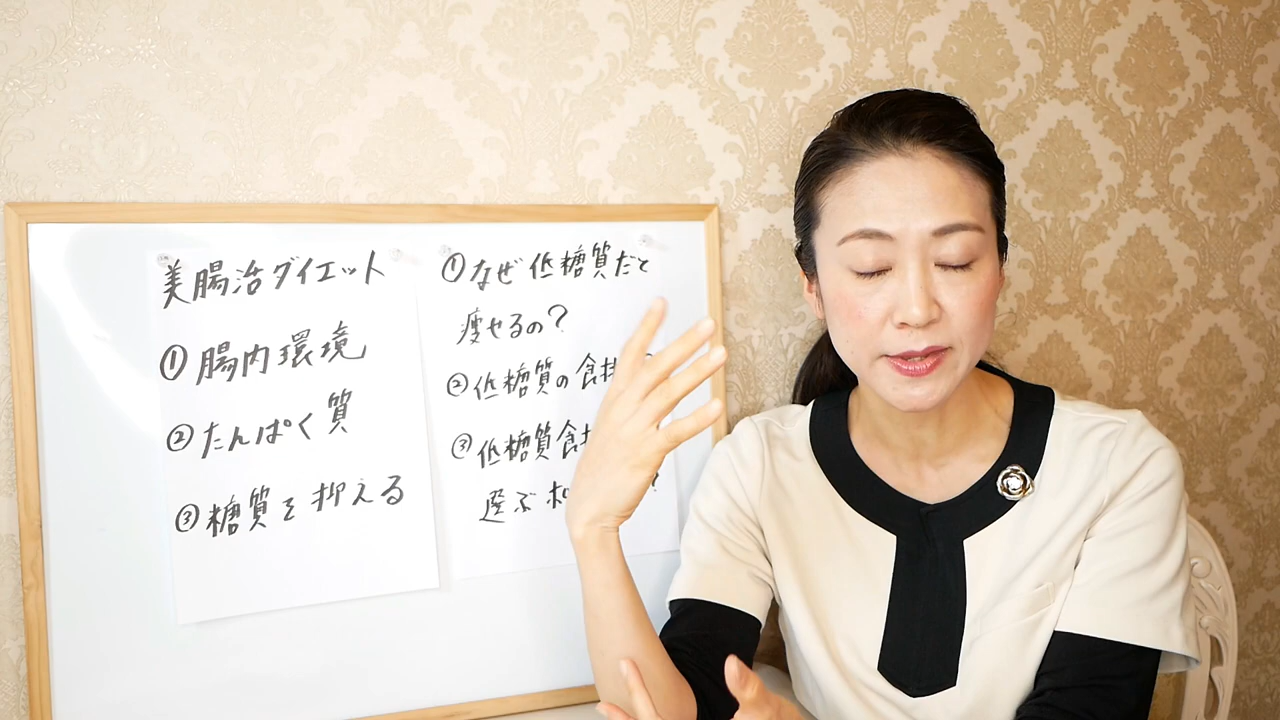 美腸治ダイエット
①腸内環境
②たんぱく質
③糖質を抑える
①なぜ低糖質だと
痩せるの?
②低糖質の食
③低糖質食
選ぶポ